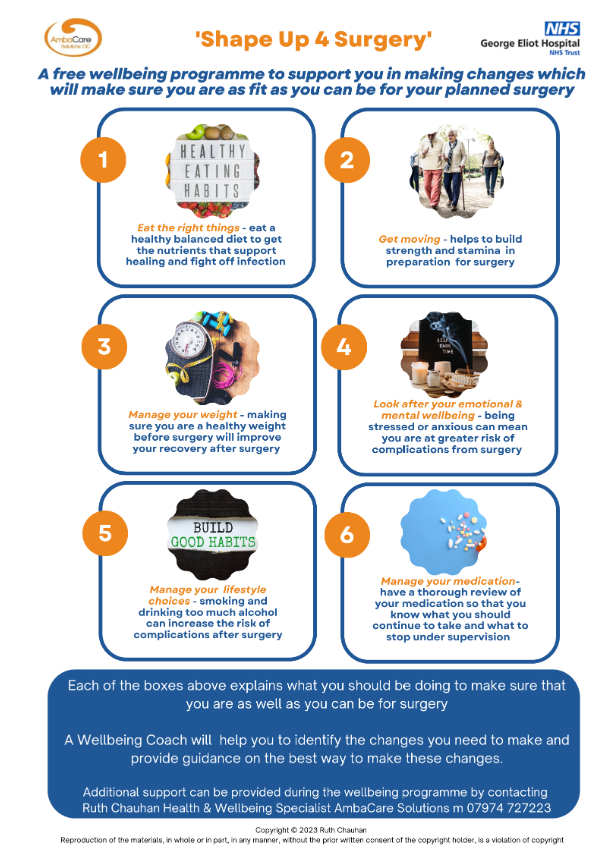 AmbaCare
Solutions CIC
'Shape Up 4 Surgery'
NHS
George Eliot Hospital
NHS Trust
A free wellbeing programme to support you in making changes which
will make sure you are as fit as you can be for your planned surgery
1
HEALTHY
EATING
HABITS
Eat the right things - eat a
healthy balanced diet to get
the nutrients that support
healing and fight off infection
2
Get moving - helps to build
strength and stamina in
preparation for surgery
3
Manage your weight - making
sure you are a healthy weight
before surgery will improve
your recovery after surgery
4
SELF
CARE
TIME
Look after your emotional &
mental wellbeing - being
stressed or anxious can mean
you are at greater risk of
complications from surgery
5
BUILD
GOOD HABITS
Manage your lifestyle
choices - smoking and
drinking too much alcohol
can increase the risk of
complications after surgery
6
Manage your medication-
have a thorough review of
your medication so that you
know what you should
continue to take and what to
stop under supervision
Each of the boxes above explains what you should be doing to make sure that
you are as well as you can be for surgery
A Wellbeing Coach will help you to identify the changes you need to make and
provide guidance on the best way to make these changes.
Additional support can be provided during the wellbeing programme by contacting
Ruth Chauhan Health & Wellbeing Specialist AmbaCare Solutions m 07974 727223
Copyright © 2023 Ruth Chauhan
Reproduction of the materials, in whole or in part, in any manner, without the prior written consent of the copyright holder, is a violation of copyright